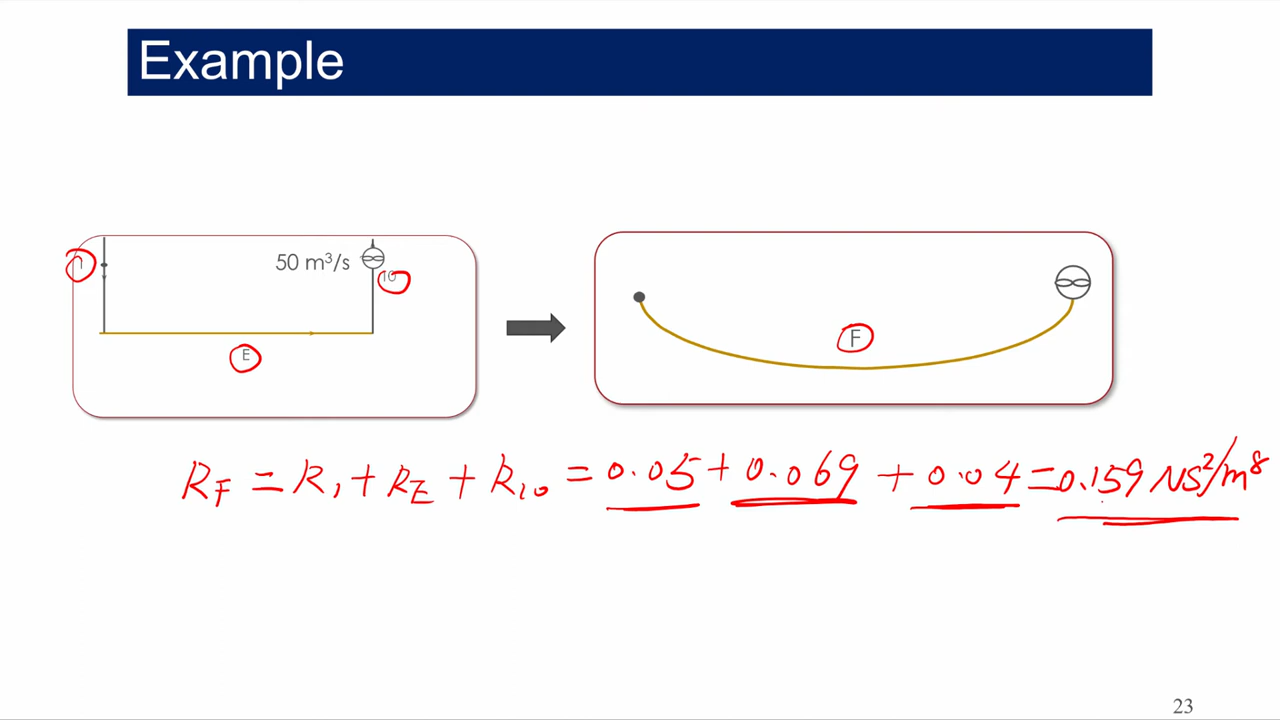 Example
1
50 m³/s
10
E
F
R_F = R_1 + R_E + R_10 = 0.05 + 0.069 + 0.04 = 0.159 NS²/m⁸
23